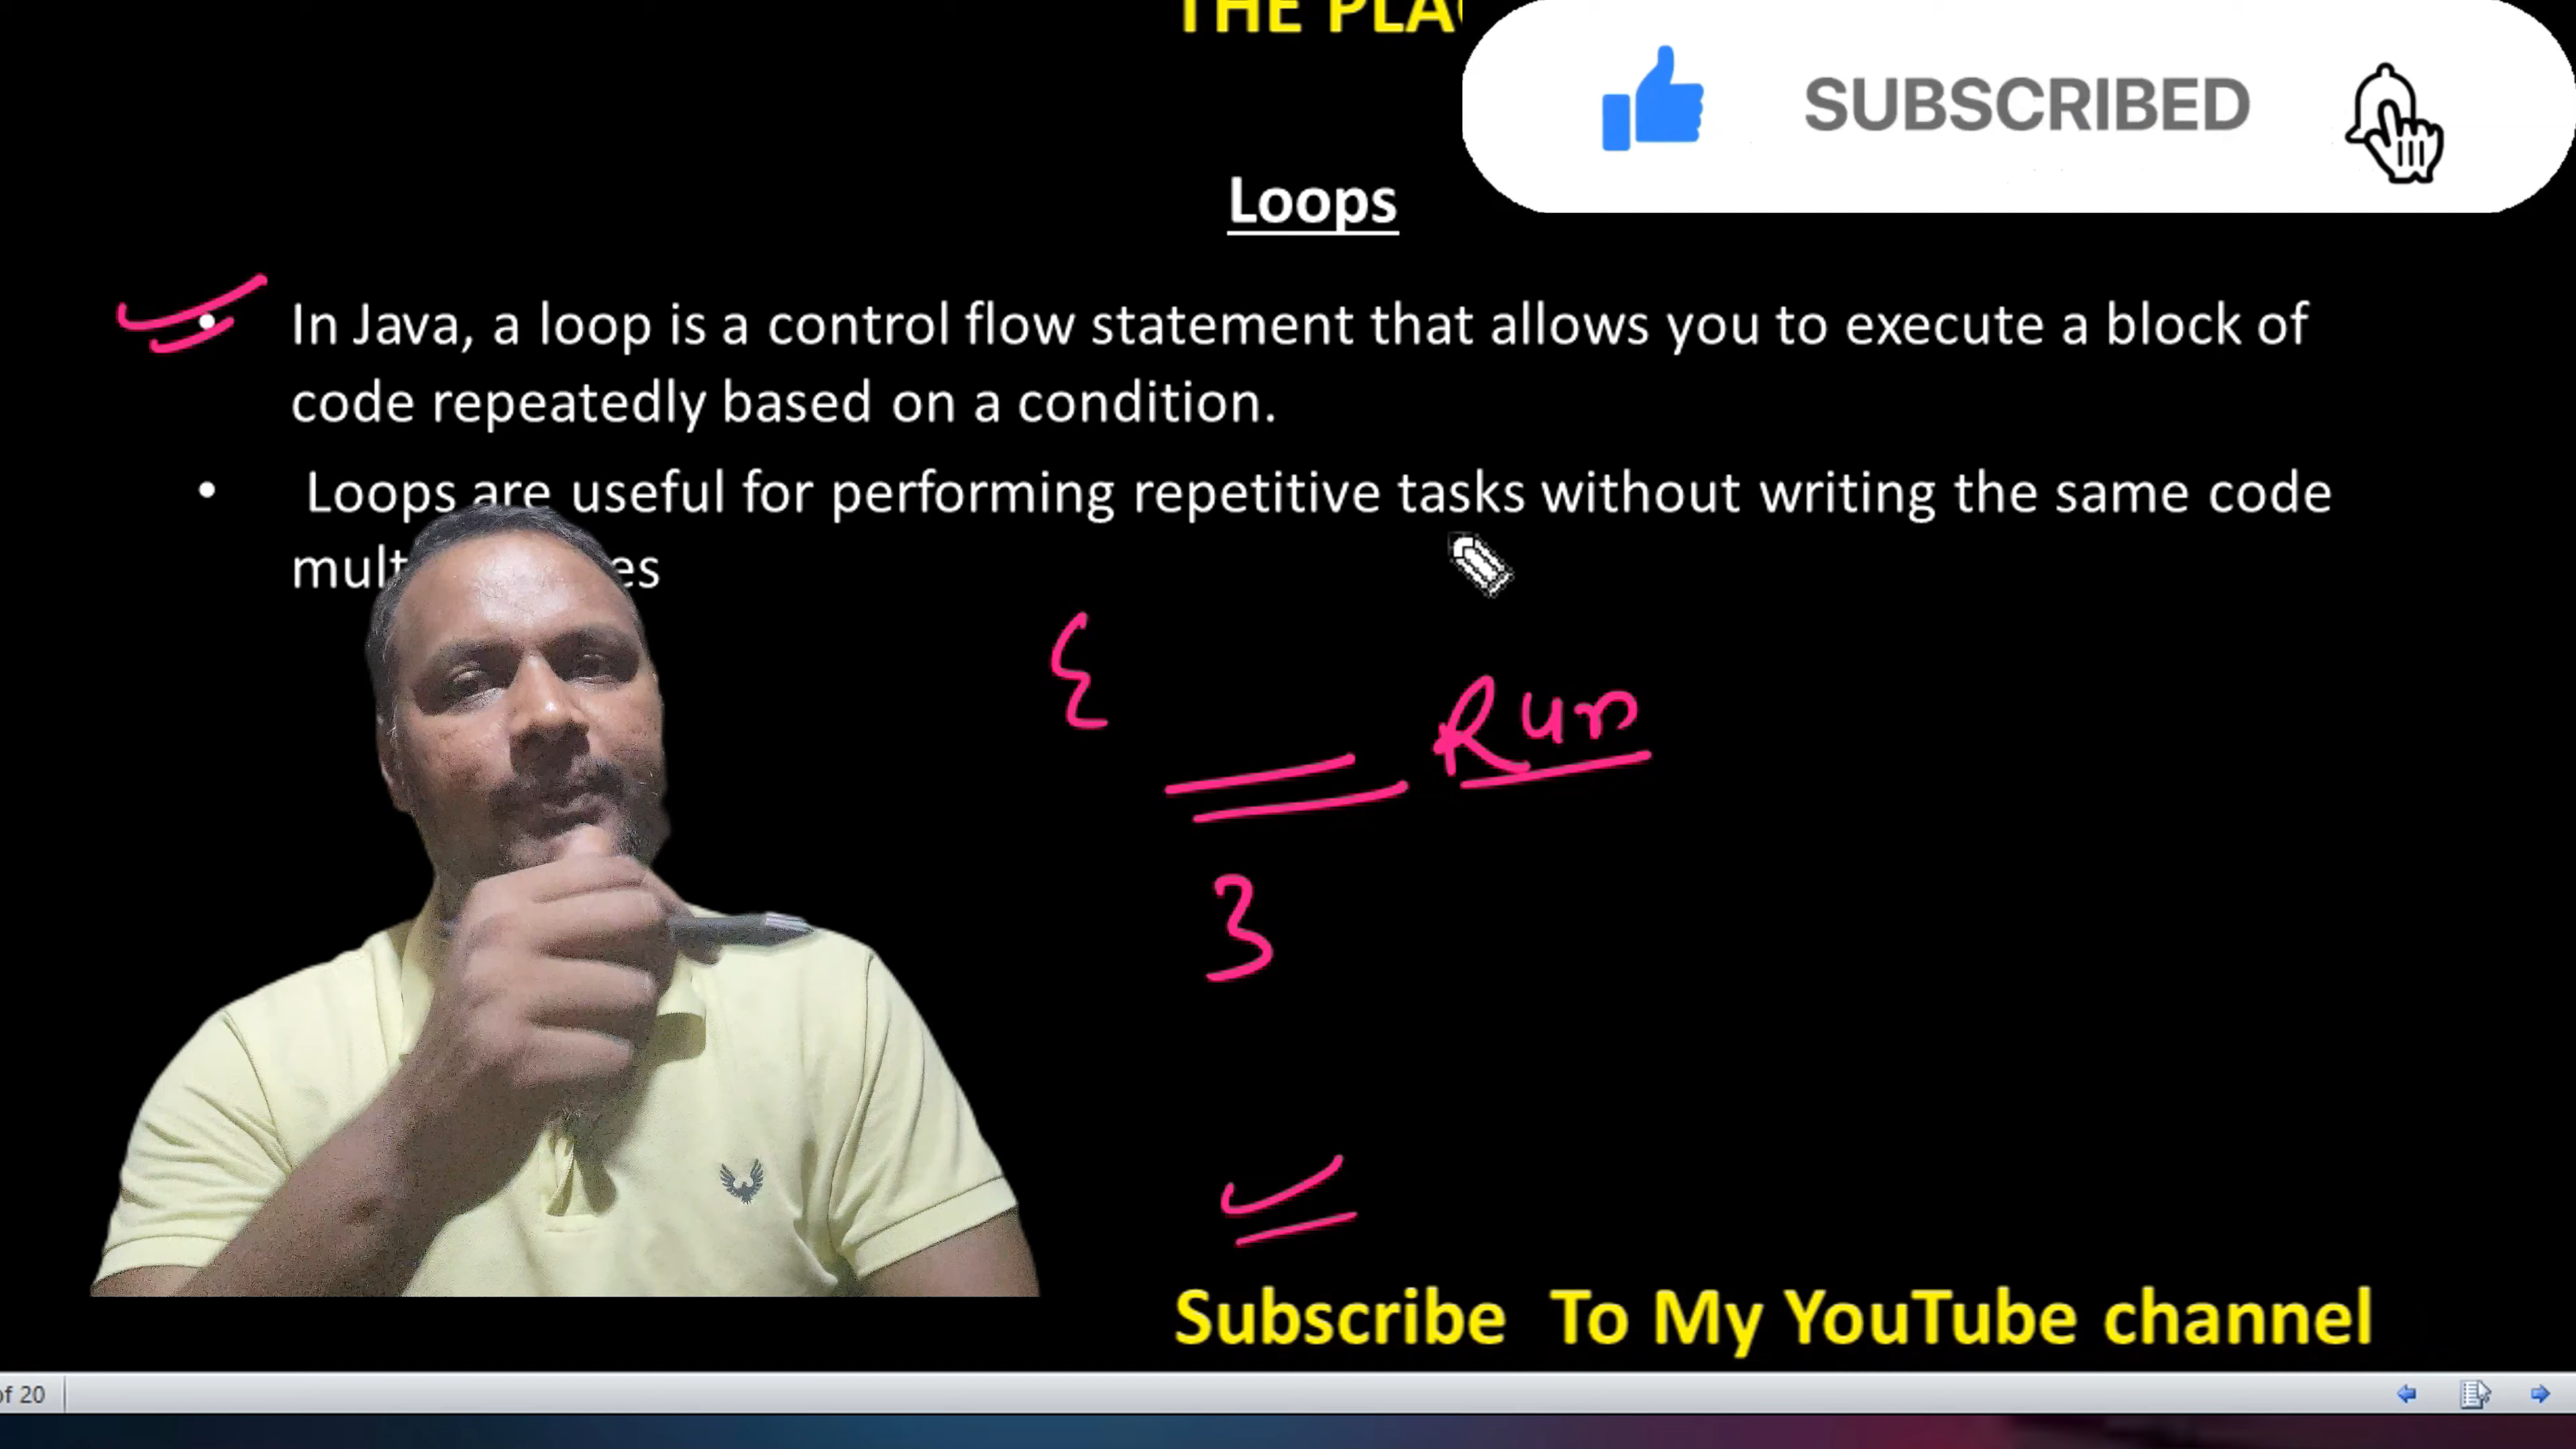 THE PLA
SUBSCRIBED
Loops
• In Java, a loop is a control flow statement that allows you to execute a block of
code repeatedly based on a condition.
• Loops are useful for performing repetitive tasks without writing the same code
mult es
{
Run
}
Subscribe To My YouTube channel
of 20